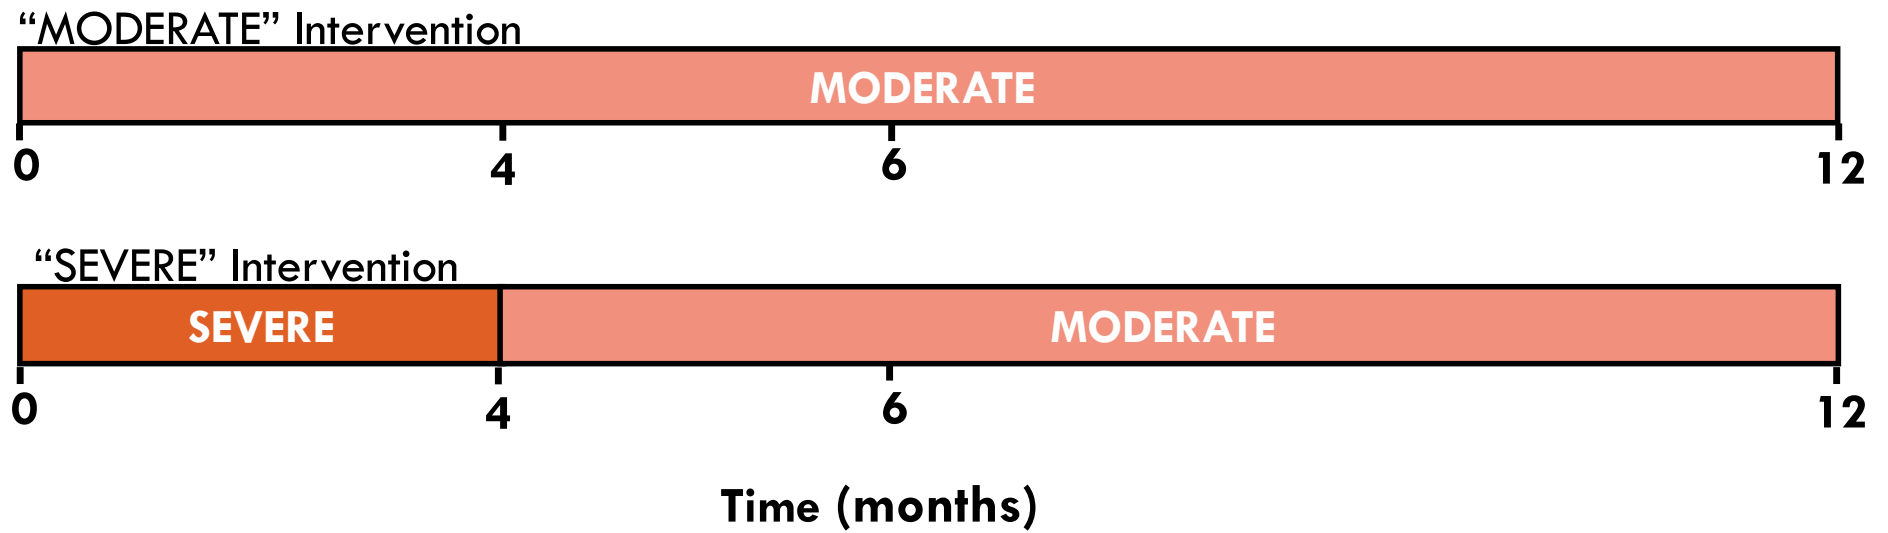 “MODERATE” Intervention
MODERATE
0 4 6 12
“SEVERE” Intervention
SEVERE MODERATE
0 4 6 12
Time (months)